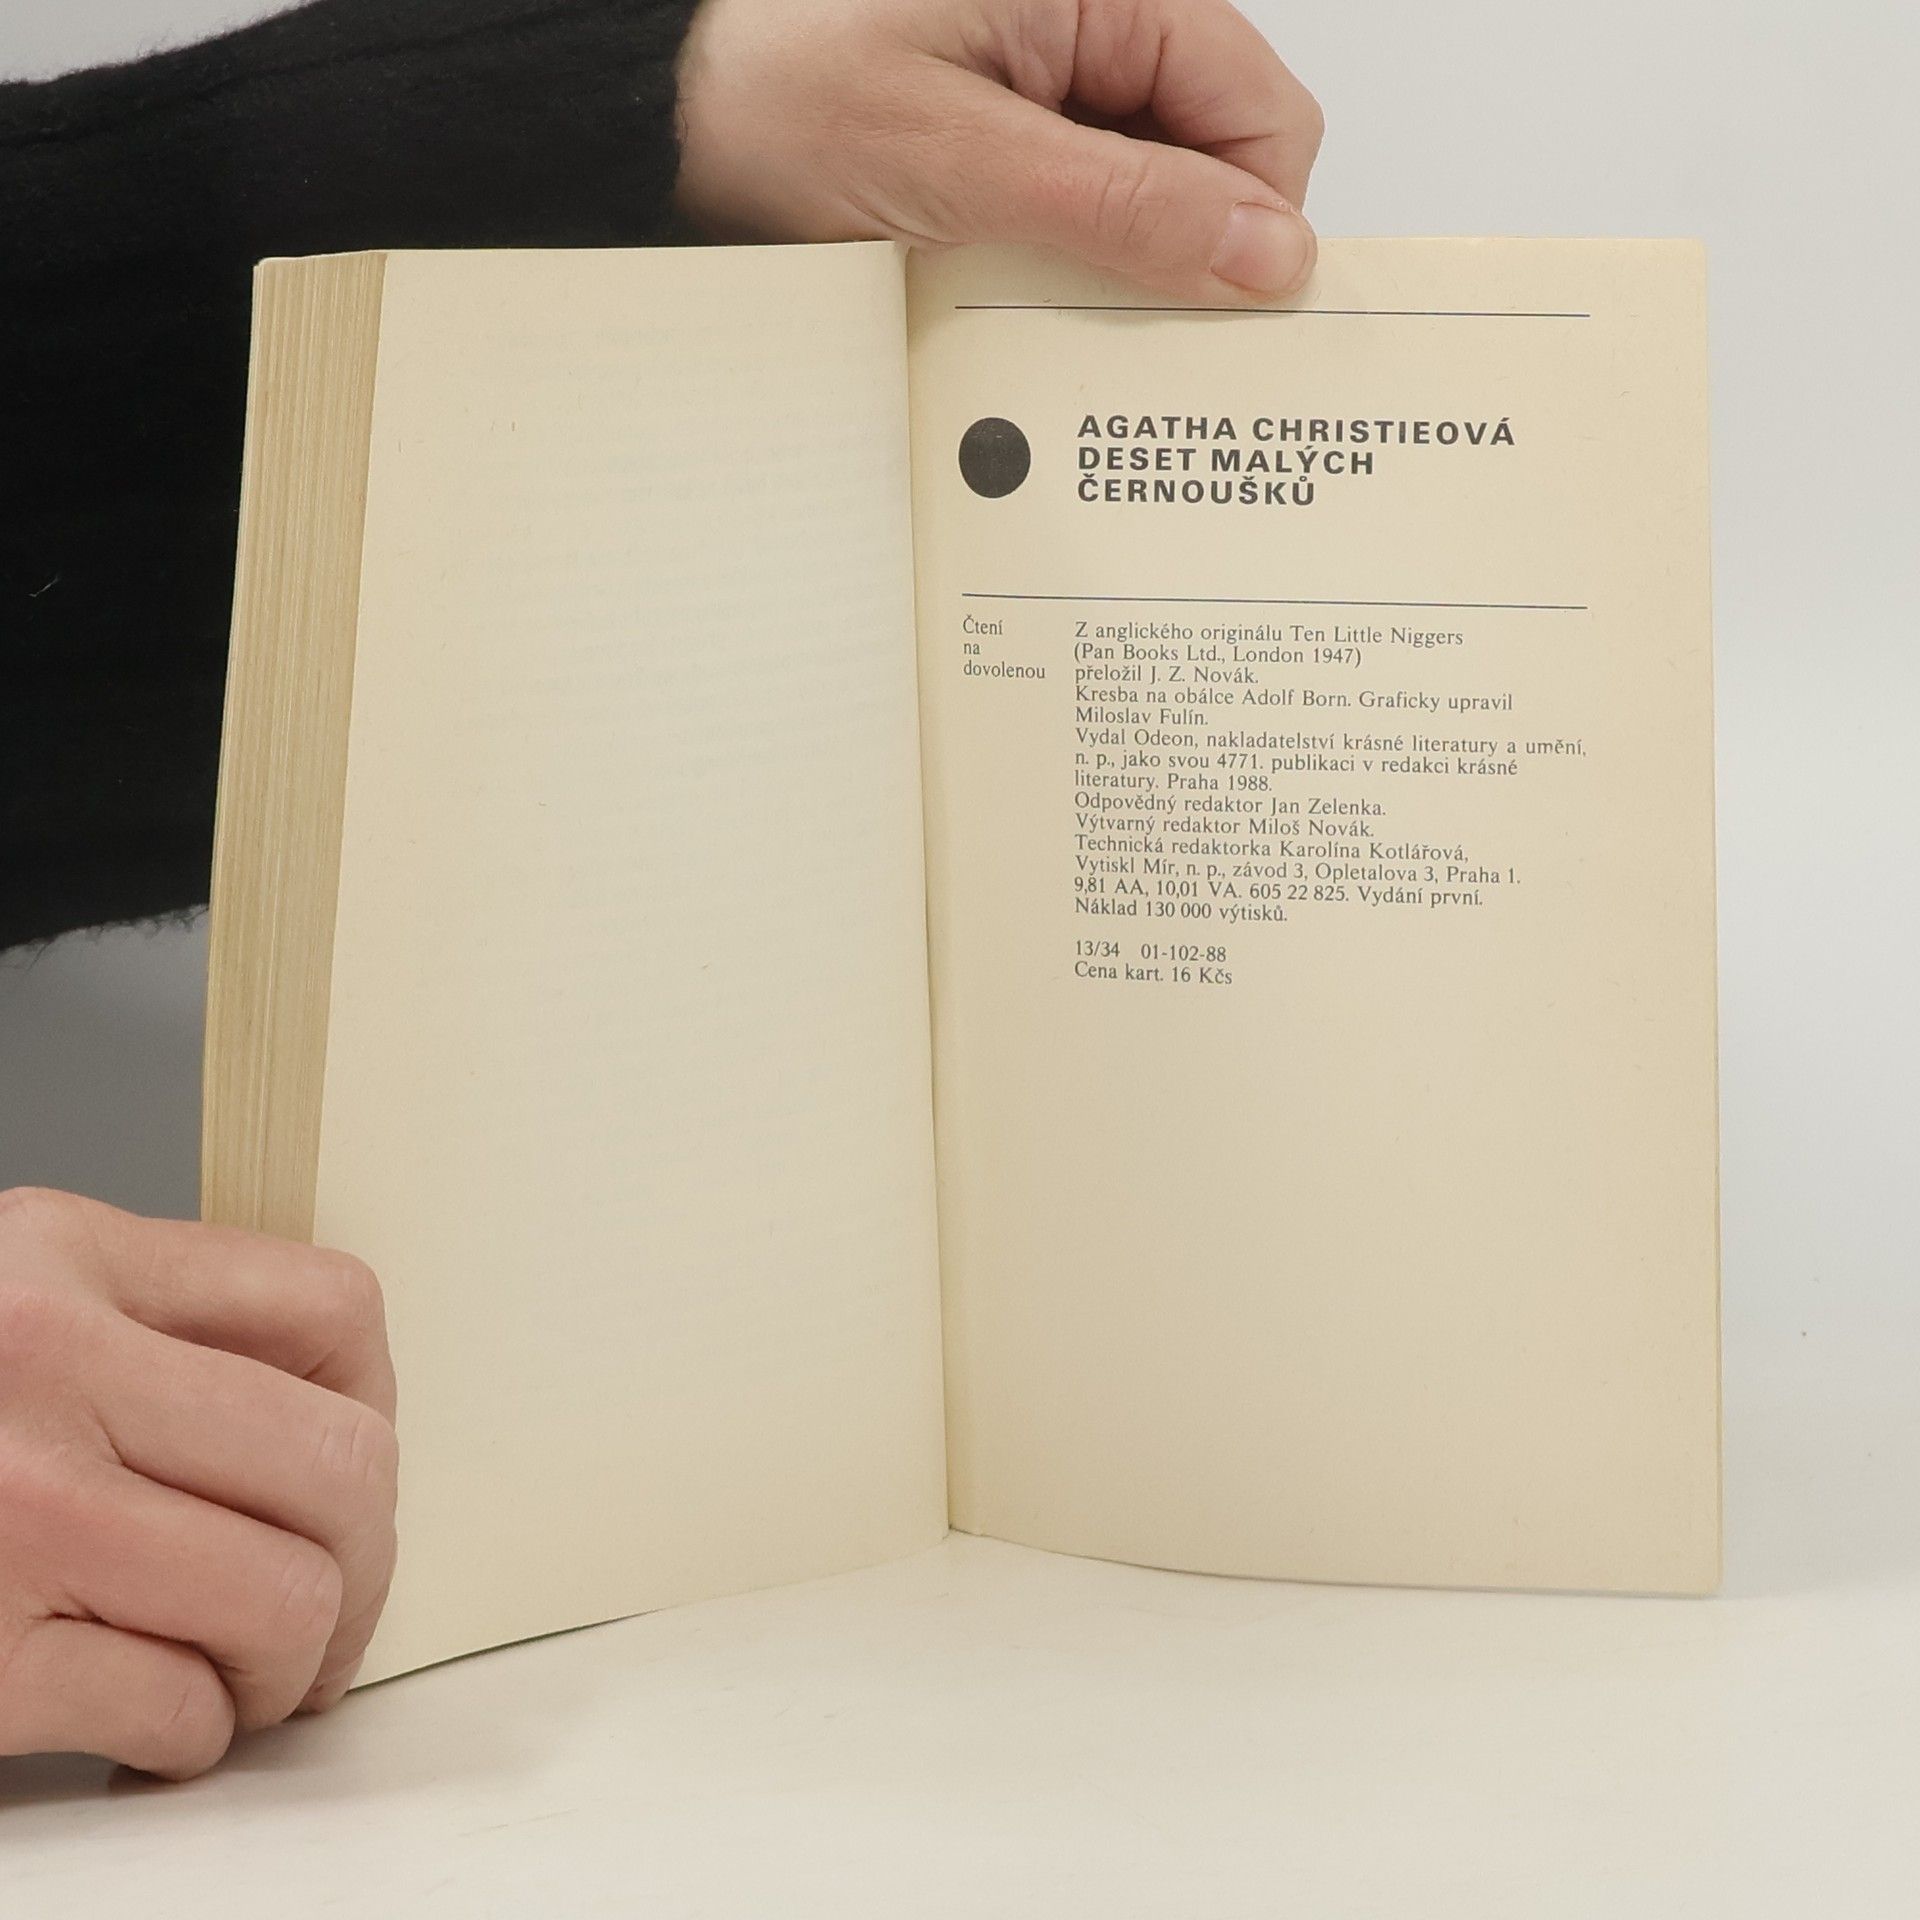 AGATHA CHRISTIEOVÁ
DESET MALÝCH
ČERNOUŠKŮ
Čtení
na
dovolenou
Z anglického originálu Ten Little Niggers
(Pan Books Ltd., London 1947)
přeložil J. Z. Novák.
Kresba na obálce Adolf Born. Graficky upravil
Miloslav Fulín.
Vydal Odeon, nakladatelství krásné literatury a umění,
n. p., jako svou 4771. publikaci v redakci krásné
literatury. Praha 1988.
Odpovědný redaktor Jan Zelenka.
Výtvarný redaktor Miloš Novák.
Technická redaktorka Karolína Kotlářová,
Vytiskl Mír, n. p., závod 3, Opletalova 3, Praha 1.
9,81 AA, 10,01 VA. 605 22 825. Vydání první.
Náklad 130 000 výtisků.
13/34 01-102-88
Cena kart. 16 Kčs